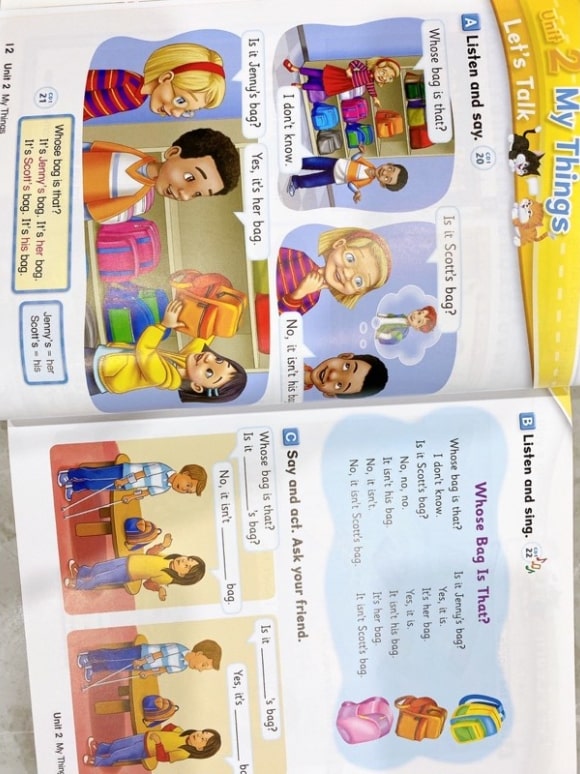 Unit 2 My Things
Let's Talk
A Listen and say.
CD1
20
Whose bag is that?
I don't know.
Is it Scott's bag?
No, it isn't his
Is it Jenny's bag?
Yes, it's her bag.
CD1
21
Whose bag is that?
It's Jenny's bag. It's her bag.
It's Scott's bag. It's his bag.
Jenny's = her
Scott's = his
12 Unit 2 My Things
B Listen and sing.
CD1
22
Whose Bag Is That?
Whose bag is that?
I don't know.
Is it Scott's bag?
No, no, no.
It isn't his bag.
No, it isn't.
No, it isn't Scott's bag.
Is it Jenny's bag?
Yes, it is.
It's her bag.
Yes, it is.
It isn't his bag.
It's her bag.
It isn't Scott's bag.
C Say and act. Ask your friend.
Whose bag is that?
Is it ______'s bag?
No, it isn't ______ bag.
Is it ______'s bag?
Yes, it's ______
Unit 2 My